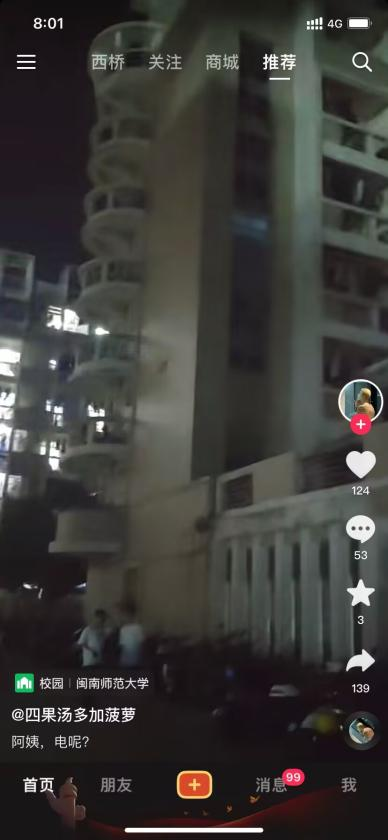 8:01 4G
西桥 关注 商城 推荐
124
53
3
139
校园 | 闽南师范大学
@四果汤多加菠萝
阿姨，电呢?
首页 朋友 消息 99 我